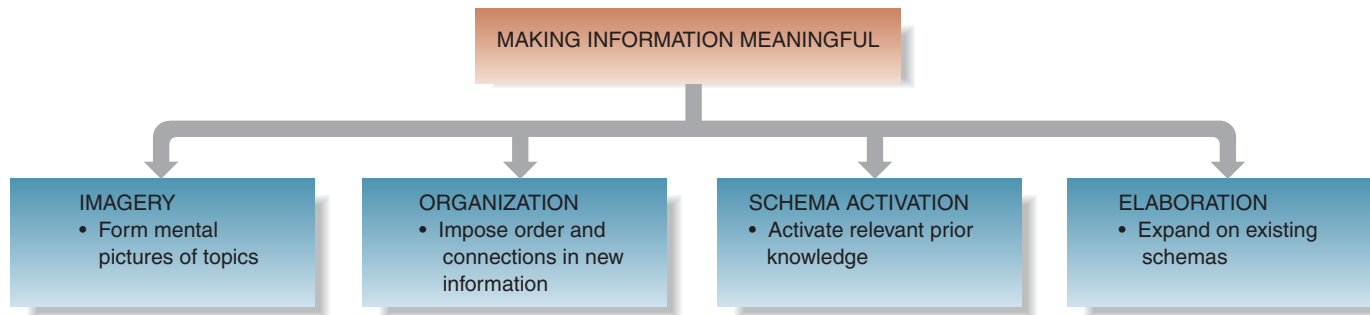 MAKING INFORMATION MEANINGFUL
IMAGERY
• Form mental
pictures of topics
ORGANIZATION
• Impose order and
connections in new
information
SCHEMA ACTIVATION
• Activate relevant prior
knowledge
ELABORATION
• Expand on existing
schemas